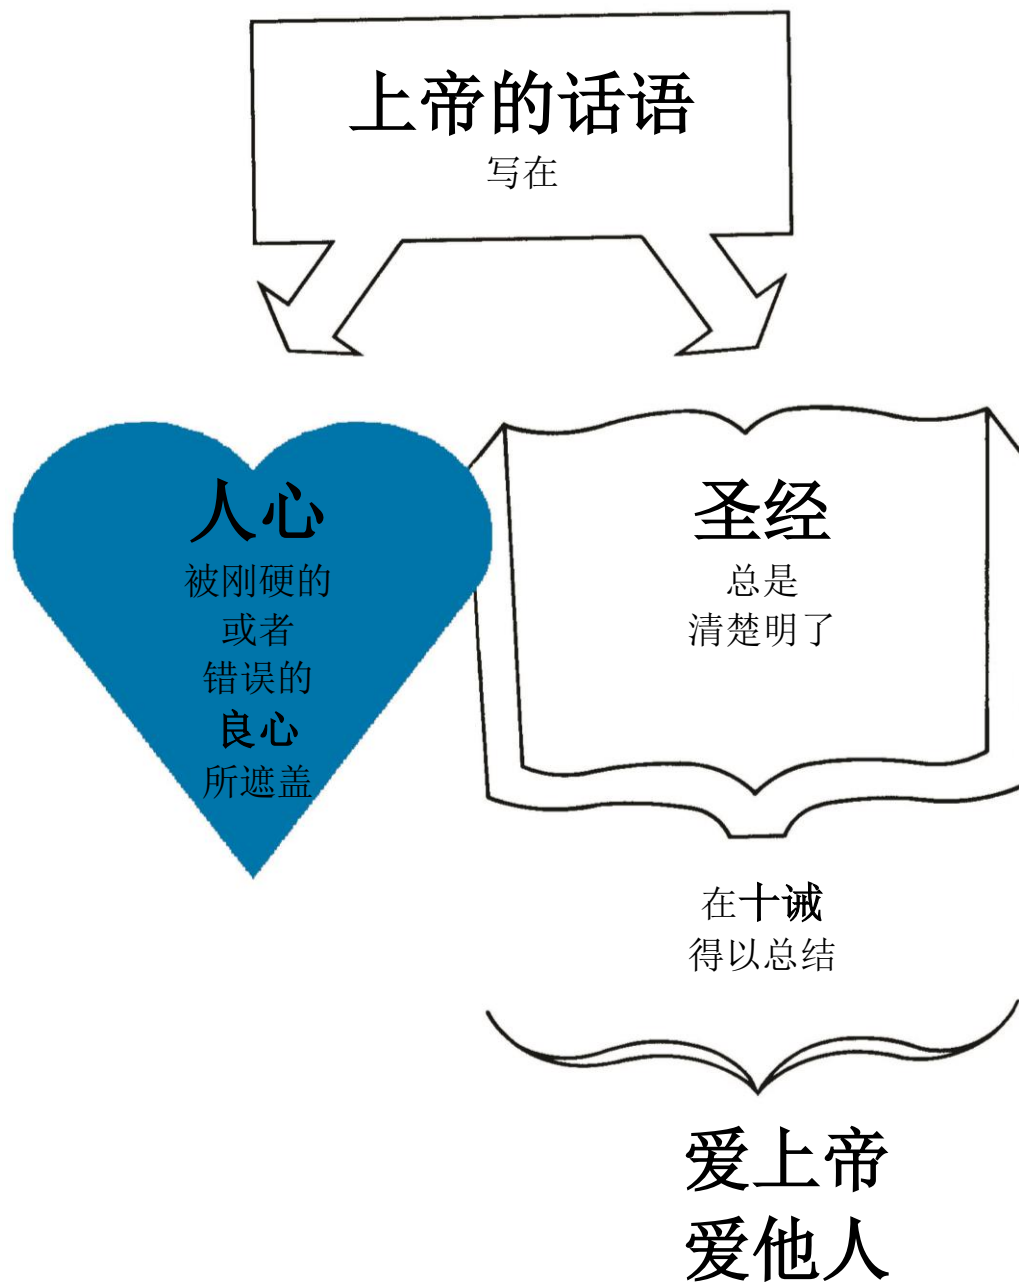 上帝的话语
写在
人心
被刚硬的
或者
错误的
良心
所遮盖
圣经
总是
清楚明了
在十诫
得以总结
爱上帝
爱他人